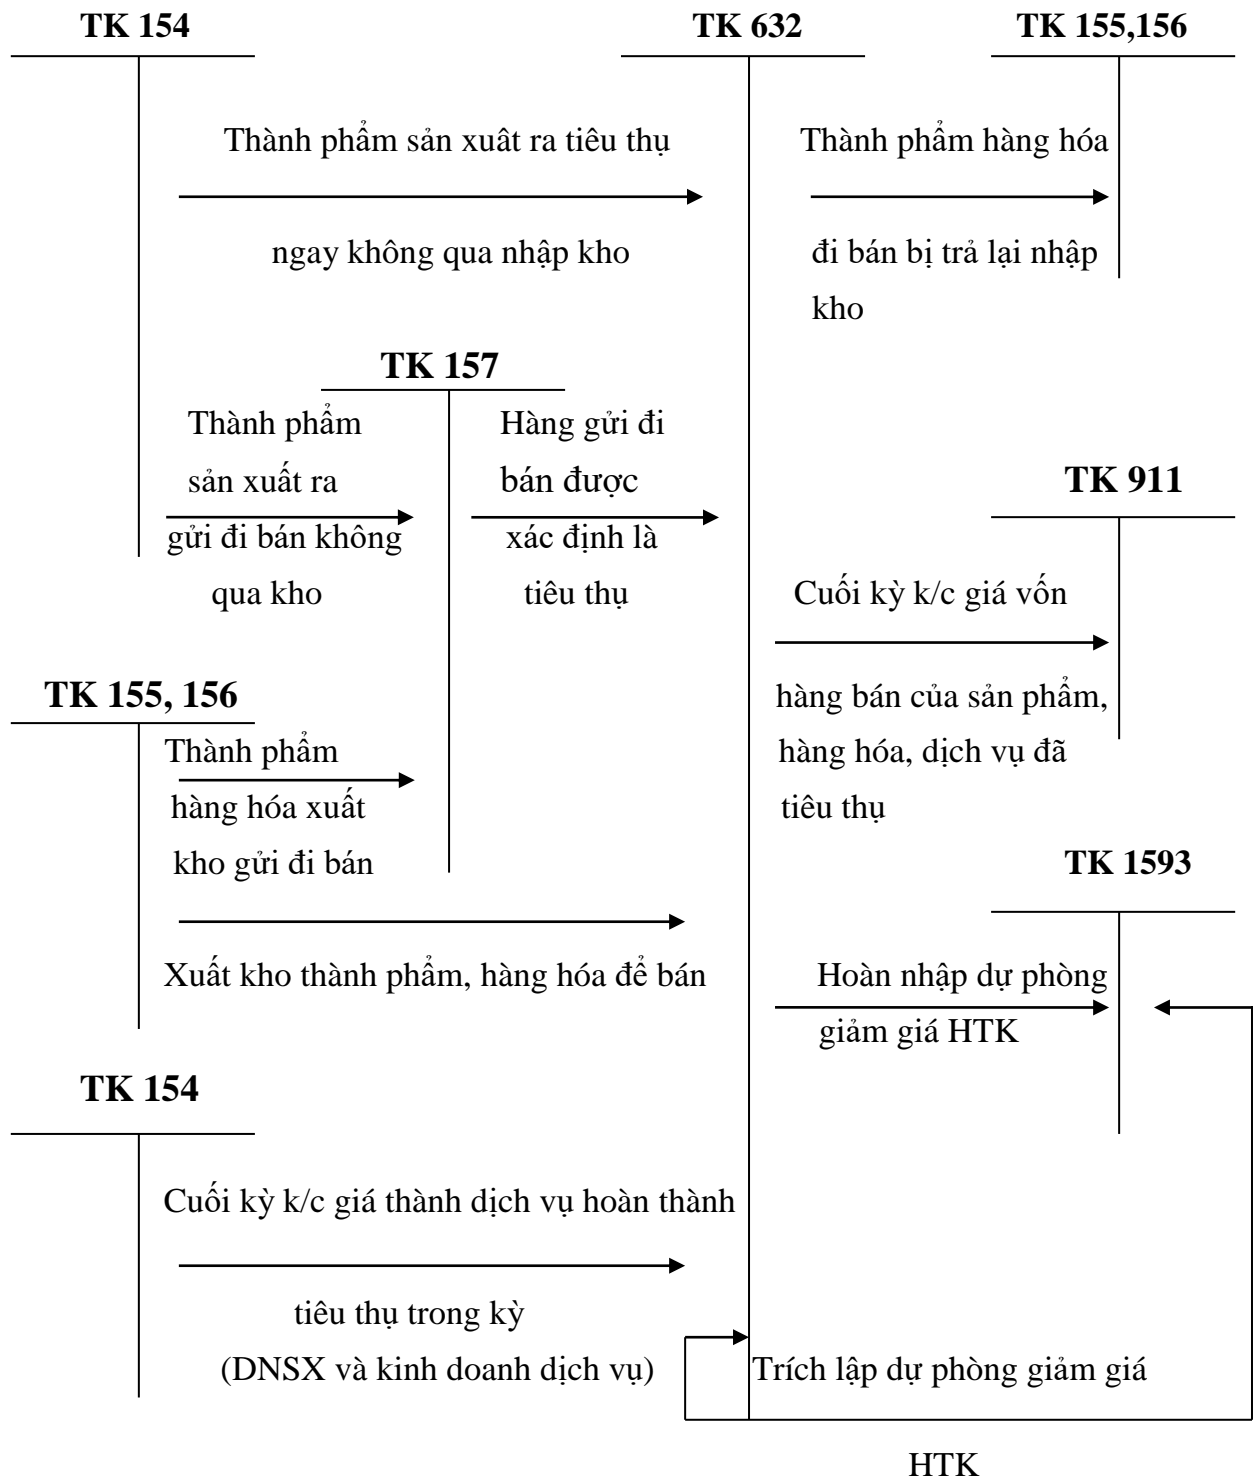 TK 154
TK 632
TK 155,156
Thành phẩm sản xuât ra tiêu thụ
ngay không qua nhập kho
Thành phẩm hàng hóa
đi bán bị trả lại nhập
kho
TK 157
Thành phẩm
sản xuất ra
gửi đi bán không
qua kho
Hàng gửi đi
bán được
xác định là
tiêu thụ
TK 911
Cuối kỳ k/c giá vốn
hàng bán của sản phẩm,
hàng hóa, dịch vụ đã
tiêu thụ
TK 155, 156
Thành phẩm
hàng hóa xuất
kho gửi đi bán
Xuất kho thành phẩm, hàng hóa để bán
TK 1593
Hoàn nhập dự phòng
giảm giá HTK
TK 154
Cuối kỳ k/c giá thành dịch vụ hoàn thành
tiêu thụ trong kỳ
(DNSX và kinh doanh dịch vụ)
Trích lập dự phòng giảm giá
HTK